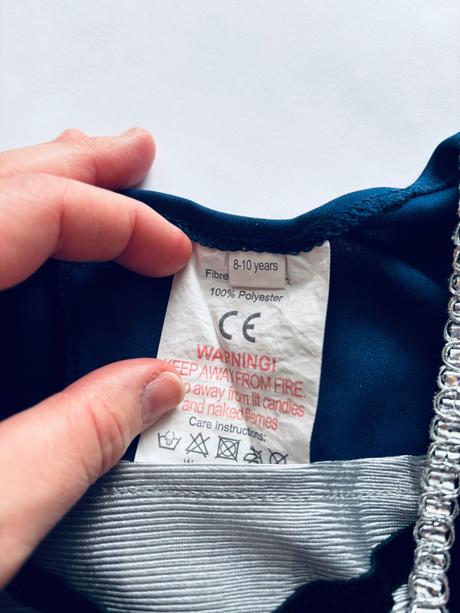 8-10 years
Fibre
100% Polyester
CE
WARNING!
KEEP AWAY FROM FIRE.
away from lit candles
and naked flames
Care instructions: